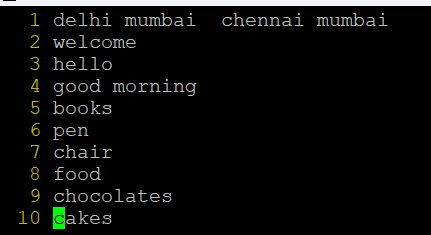 1 delhi mumbai  chennai mumbai
2 welcome
3 hello
4 good morning
5 books
6 pen
7 chair
8 food
9 chocolates
10 cakes